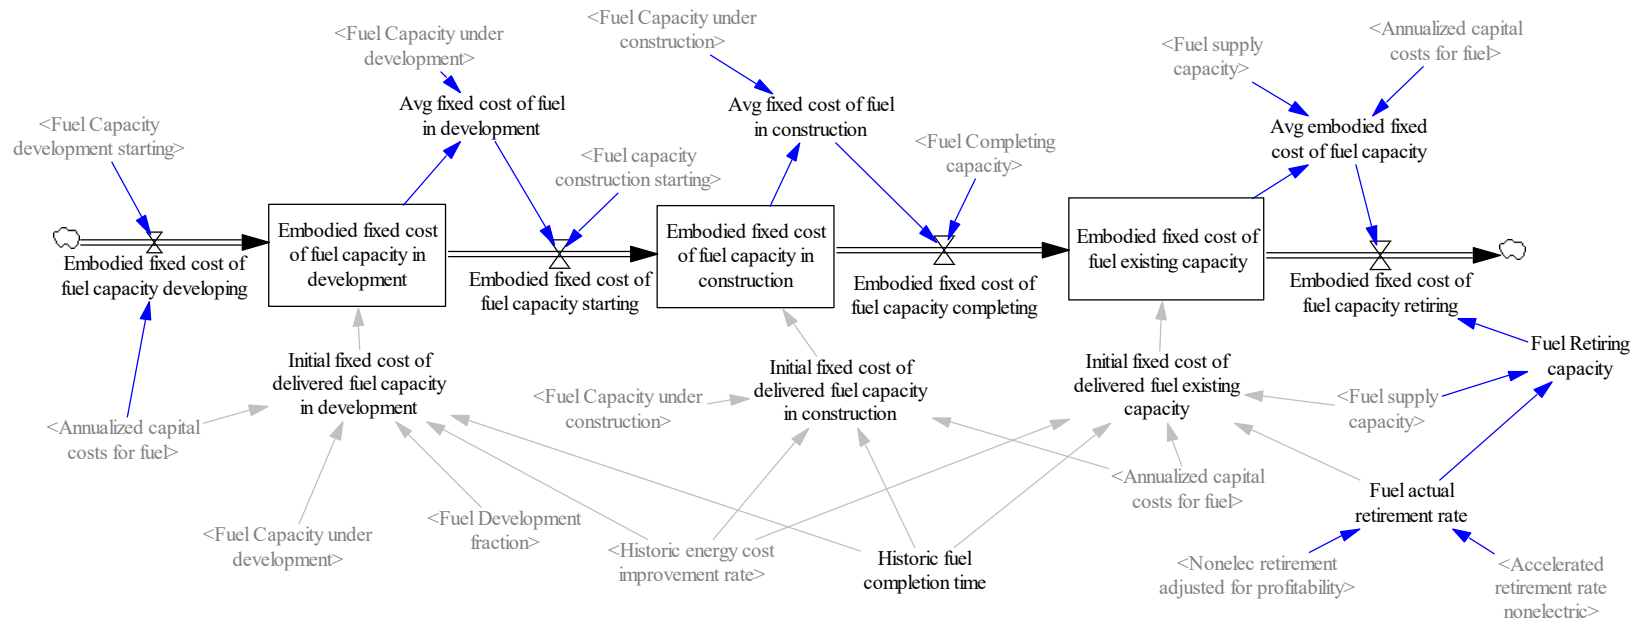 <Fuel Capacity under
development>
<Fuel Capacity under
construction>
<Fuel supply
capacity>
<Annualized capital
costs for fuel>
Avg fixed cost of fuel
in development
Avg fixed cost of fuel
in construction
<Fuel Capacity
development starting>
<Fuel capacity
construction starting>
<Fuel Completing
capacity>
Avg embodied fixed
cost of fuel capacity
Embodied fixed cost of
fuel capacity developing
Embodied fixed cost
of fuel capacity in
development
Embodied fixed cost of
fuel capacity starting
Embodied fixed cost
of fuel capacity in
construction
Embodied fixed cost of
fuel capacity completing
Embodied fixed cost of
fuel existing capacity
Embodied fixed cost of
fuel capacity retiring
Initial fixed cost of
delivered fuel capacity
in development
Initial fixed cost of
delivered fuel capacity
in construction
Initial fixed cost of
delivered fuel existing
capacity
Fuel Retiring
capacity
<Annualized capital
costs for fuel>
<Fuel Capacity under
construction>
<Fuel supply
capacity>
<Fuel Capacity under
development>
<Fuel Development
fraction>
<Historic energy cost
improvement rate>
Historic fuel
completion time
<Annualized capital
costs for fuel>
Fuel actual
retirement rate
<Nonelec retirement
adjusted for profitability>
<Accelerated
retirement rate
nonelectric>